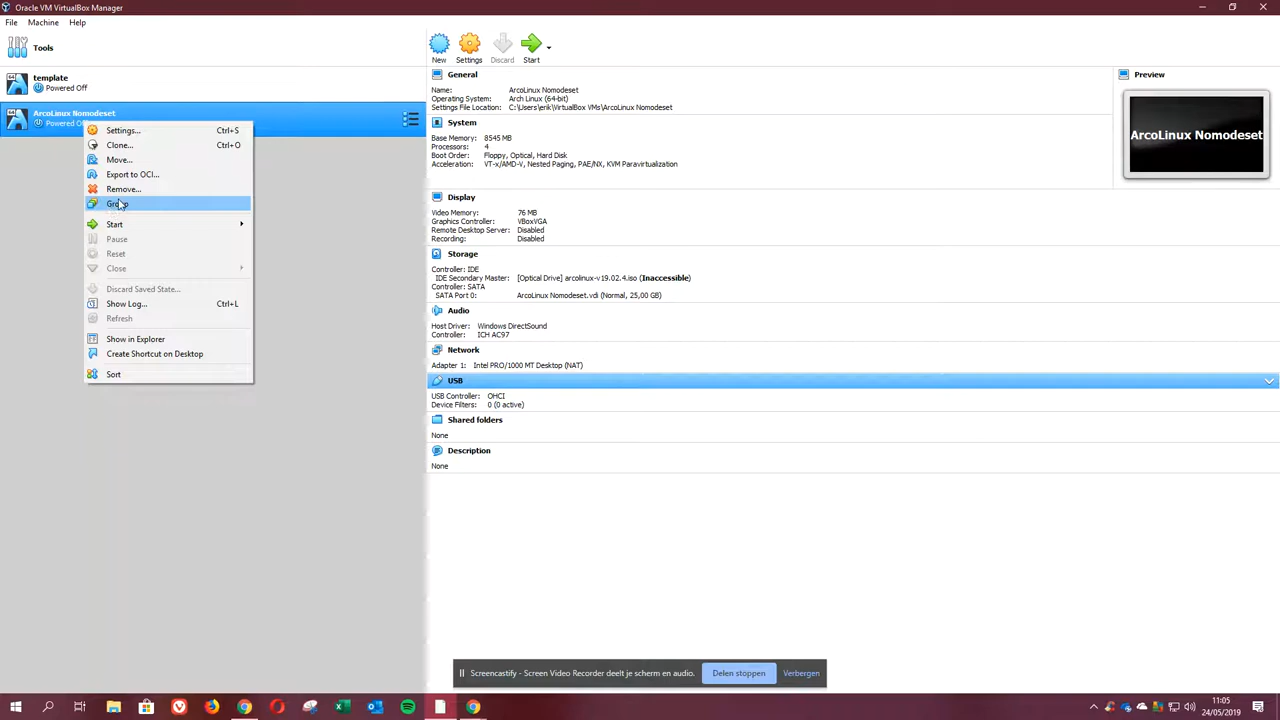 Oracle VM VirtualBox Manager
File Machine Help
Tools
New Settings Discard Start
template
Powered Off
ArcoLinux Nomodeset
Powered
Settings... Ctrl+S
Clone... Ctrl+O
Move...
Export to OCI...
Remove...
Group
Start
Pause
Reset
Close
Discard Saved State...
Show Log... Ctrl+L
Refresh
Show in Explorer
Create Shortcut on Desktop
Sort
General
Name: ArcoLinux Nomodeset
Operating System: Arch Linux (64-bit)
Settings File Location: C:\Users\erik\VirtualBox VMs\ArcoLinux Nomodeset
System
Base Memory: 8545 MB
Processors: 4
Boot Order: Floppy, Optical, Hard Disk
Acceleration: VT-x/AMD-V, Nested Paging, PAE/NX, KVM Paravirtualization
Display
Video Memory: 76 MB
Graphics Controller: VBoxVGA
Remote Desktop Server: Disabled
Recording: Disabled
Storage
Controller: IDE
IDE Secondary Master: [Optical Drive] arcolinux-v19.02.4.iso (Inaccessible)
Controller: SATA
SATA Port 0: ArcoLinux Nomodeset.vdi (Normal, 25,00 GB)
Audio
Host Driver: Windows DirectSound
Controller: ICH AC97
Network
Adapter 1: Intel PRO/1000 MT Desktop (NAT)
USB
USB Controller: OHCI
Device Filters: 0 (0 active)
Shared folders
None
Description
None
Preview
ArcoLinux Nomodeset
Screencastify - Screen Video Recorder deelt je scherm en audio. Delen stoppen Verbergen
11:05
24/05/2019